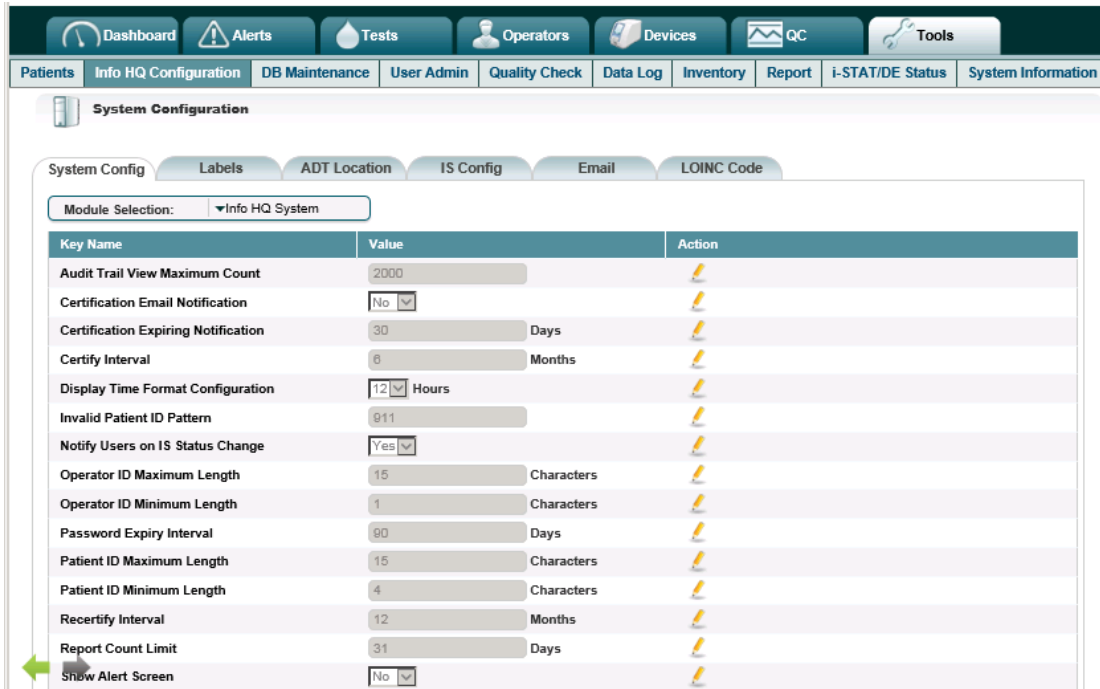 Dashboard Alerts Tests Operators Devices QC Tools
Patients Info HQ Configuration DB Maintenance User Admin Quality Check Data Log Inventory Report i-STAT/DE Status System Information
System Configuration
System Config Labels ADT Location IS Config Email LOINC Code
Module Selection: Info HQ System
Key Name Value Action
Audit Trail View Maximum Count 2000
Certification Email Notification No
Certification Expiring Notification 30 Days
Certify Interval 6 Months
Display Time Format Configuration 12 Hours
Invalid Patient ID Pattern 911
Notify Users on IS Status Change Yes
Operator ID Maximum Length 15 Characters
Operator ID Minimum Length 1 Characters
Password Expiry Interval 90 Days
Patient ID Maximum Length 15 Characters
Patient ID Minimum Length 4 Characters
Recertify Interval 12 Months
Report Count Limit 31 Days
Show Alert Screen No